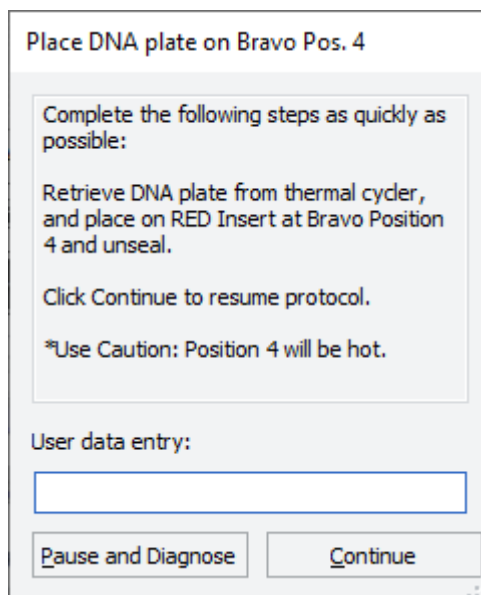 Place DNA plate on Bravo Pos. 4
Complete the following steps as quickly as
possible:
Retrieve DNA plate from thermal cycler,
and place on RED Insert at Bravo Position
4 and unseal.
Click Continue to resume protocol.
*Use Caution: Position 4 will be hot.
User data entry:
Pause and Diagnose
Continue